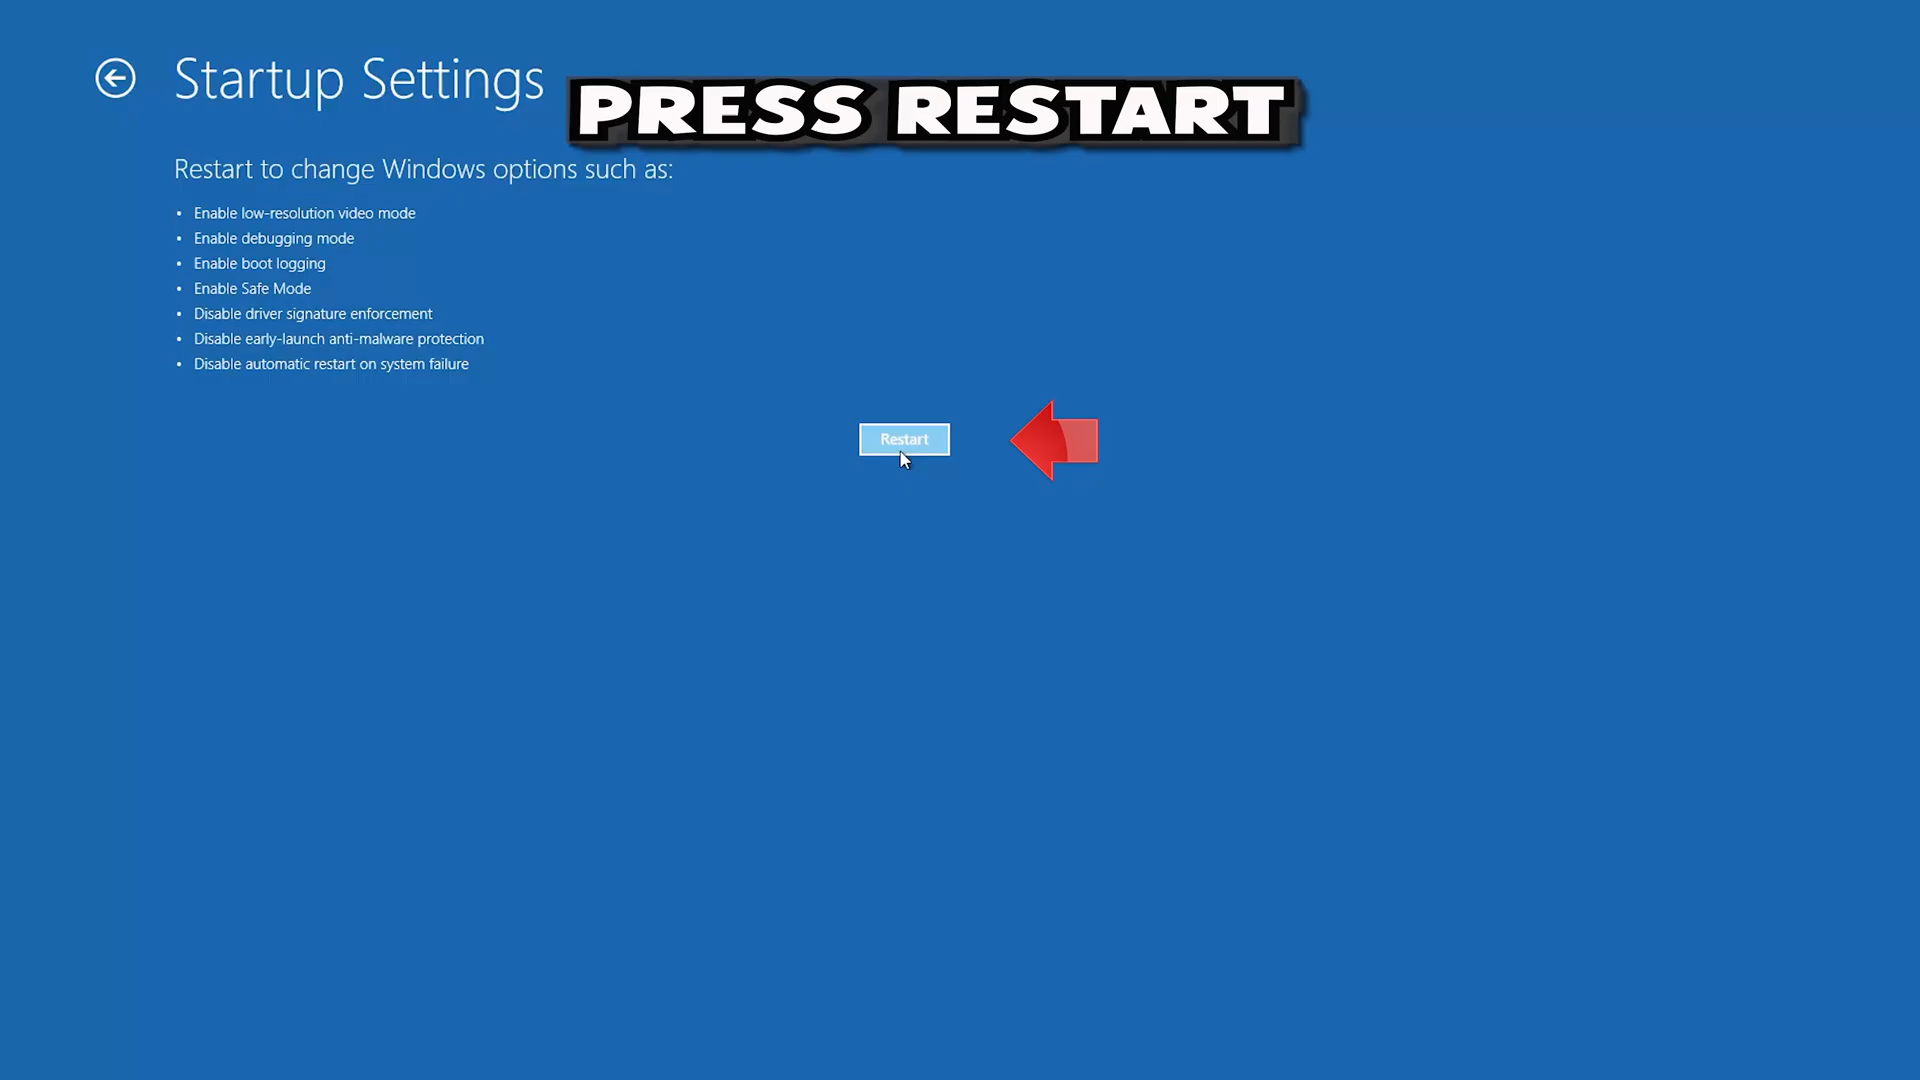 Startup Settings
PRESS RESTART
Restart to change Windows options such as:
• Enable low-resolution video mode
• Enable debugging mode
• Enable boot logging
• Enable Safe Mode
• Disable driver signature enforcement
• Disable early-launch anti-malware protection
• Disable automatic restart on system failure
Restart